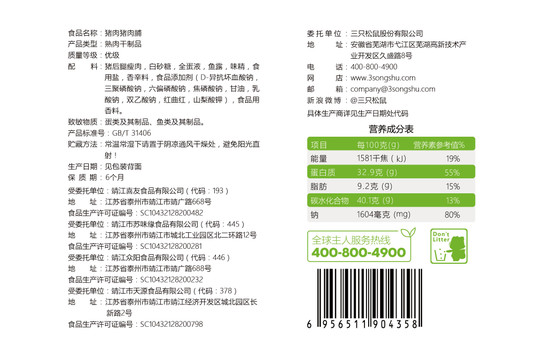 食品名称：猪肉猪肉脯
产品类型：熟肉干制品
质量等级：优级
配 料：猪后腿瘦肉，白砂糖，全蛋液，鱼露，味精，食
用盐，香辛料，食品添加剂（D-异抗坏血酸钠，
三聚磷酸钠，六偏磷酸钠，焦磷酸钠，甘油，乳
酸钠，双乙酸钠，红曲红，山梨酸钾），食品用
香料。
致敏物质：蛋类及其制品、鱼类及其制品。
产品标准号：GB/T 31406
贮藏方法：常温常湿下请置于阴凉通风干燥处，避免阳光直
射！
生产日期：见包装背面
保 质 期：6个月
受委托单位：靖江喜友食品有限公司（代码：193）
地 址：江苏省泰州市靖江市靖广路668号
食品生产许可证编号：SC10432128200482
受委托单位：靖江市苏味缘食品有限公司（代码：445）
地 址：江苏省泰州市靖江市城北工业园区北二环路12号
食品生产许可证编号：SC10432128200281
受委托单位：靖江众阳食品有限公司（代码：446）
地 址：江苏省泰州市靖江市靖广路688号
食品生产许可证编号：SC10432128200232
受委托单位：靖江市天源食品有限公司（代码：378）
地 址：江苏省泰州市靖江市靖江经济开发区城北园区长
新路2号
食品生产许可证编号：SC10432128200798
委托单位：三只松鼠股份有限公司
地 址：安徽省芜湖市弋江区芜湖高新技术产
业开发区久盛路8号
电 话：400-800-4900
网 店：www.3songshu.com
邮 箱：company@3songshu.com
新浪微博：@三只松鼠
具体生产商详见生产日期处代码
营养成分表
项目 每100克(g) 营养素参考值%
能量 1581千焦（kJ） 19%
蛋白质 32.9克 (g) 55%
脂肪 9.2克 (g) 15%
碳水化合物 40.1克 (g) 13%
钠 1604毫克 (mg) 80%
全球主人服务热线
400-800-4900
Don't
Litter
6 956511 904358